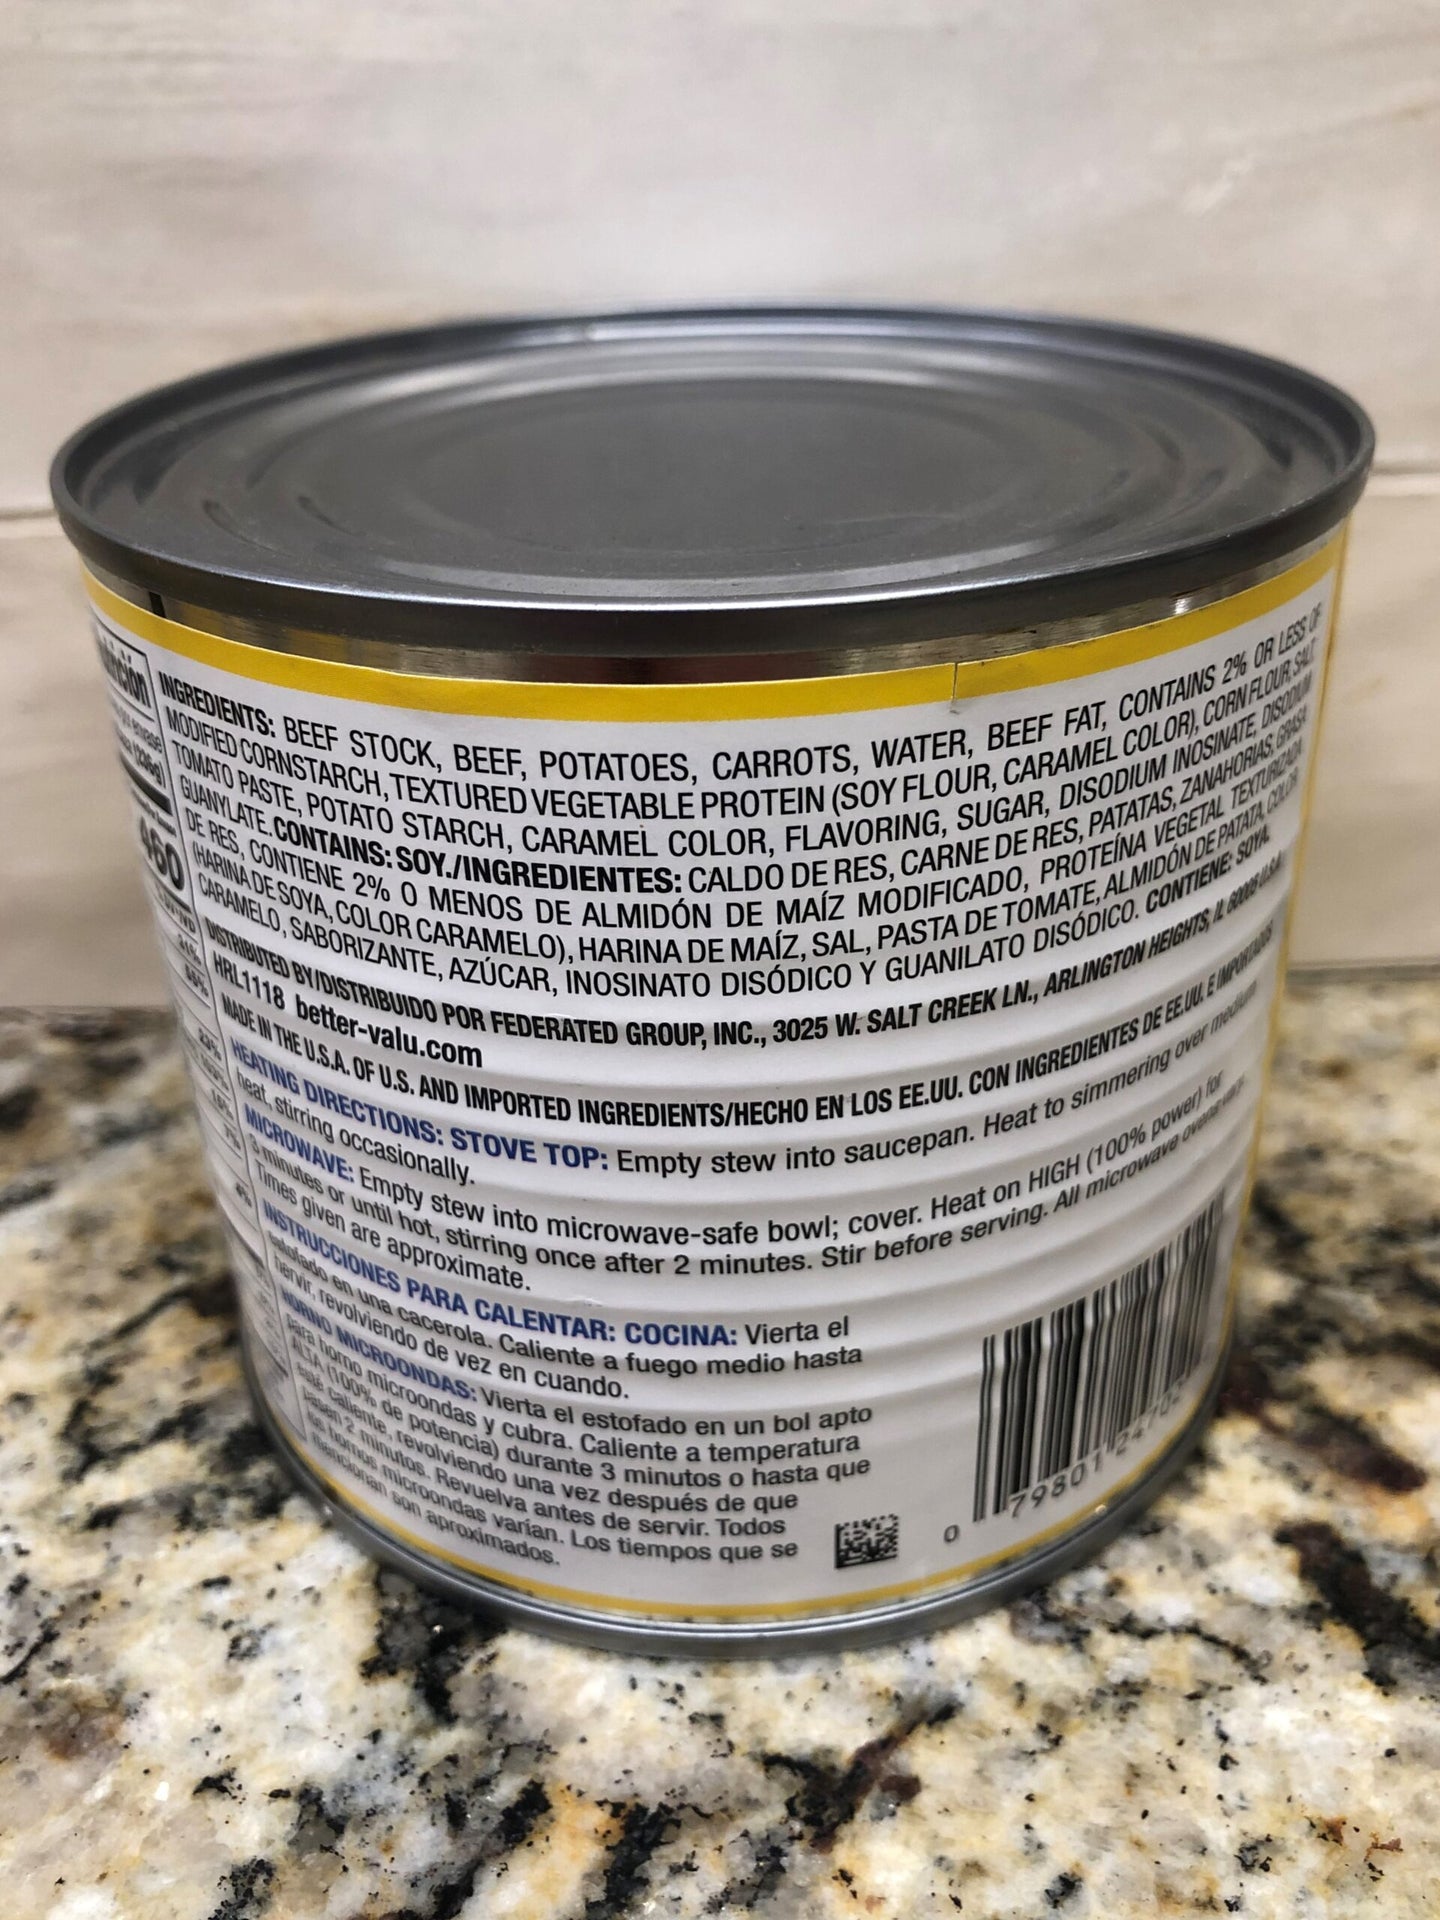 INGREDIENTS: BEEF STOCK, BEEF, POTATOES, CARROTS, WATER, BEEF FAT, CONTAINS 2% OR LESS OF
MODIFIED CORNSTARCH, TEXTURED VEGETABLE PROTEIN (SOY FLOUR, CARAMEL COLOR), CORN FLOUR, SALT,
TOMATO PASTE, POTATO STARCH, CARAMEL COLOR, FLAVORING, SUGAR, DISODIUM INOSINATE, DISODIUM
GUANYLATE. CONTAINS: SOY./INGREDIENTES: CALDO DE RES, CARNE DE RES, PATATAS, ZANAHORIAS, GRASA
DE RES, CONTIENE 2% O MENOS DE ALMIDÓN DE MAÍZ MODIFICADO, PROTEÍNA VEGETAL TEXTURIZADA
(HARINA DE SOYA, COLOR CARAMELO), HARINA DE MAÍZ, SAL, PASTA DE TOMATE, ALMIDÓN DE PATATA, COLOR
CARAMELO, SABORIZANTE, AZÚCAR, INOSINATO DISÓDICO Y GUANILATO DISÓDICO. CONTIENE: SOYA.
DISTRIBUTED BY/DISTRIBUIDO POR FEDERATED GROUP, INC., 3025 W. SALT CREEK LN., ARLINGTON HEIGHTS, IL 60005 U.S.A.
HRL1118 better-valu.com
MADE IN THE U.S.A. OF U.S. AND IMPORTED INGREDIENTS/HECHO EN LOS EE.UU. CON INGREDIENTES DE EE.UU. E IMPORTADOS
HEATING DIRECTIONS: STOVE TOP: Empty stew into saucepan. Heat to simmering over medium
heat, stirring occasionally.
MICROWAVE: Empty stew into microwave-safe bowl; cover. Heat on HIGH (100% power) for
3 minutes or until hot, stirring once after 2 minutes. Stir before serving. All microwave ovens vary.
Times given are approximate.
INSTRUCCIONES PARA CALENTAR: COCINA: Vierta el
estofado en una cacerola. Caliente a fuego medio hasta
hervir, revolviendo de vez en cuando.
HORNO MICROONDAS: Vierta el estofado en un bol apto
para horno microondas y cubra. Caliente a temperatura
ALTA (100% de potencia) durante 3 minutos o hasta que
esté caliente, revolviendo una vez después de que
pasen 2 minutos. Revuelva antes de servir. Todos
los hornos microondas varían. Los tiempos que se
mencionan son aproximados.
460
0 79801